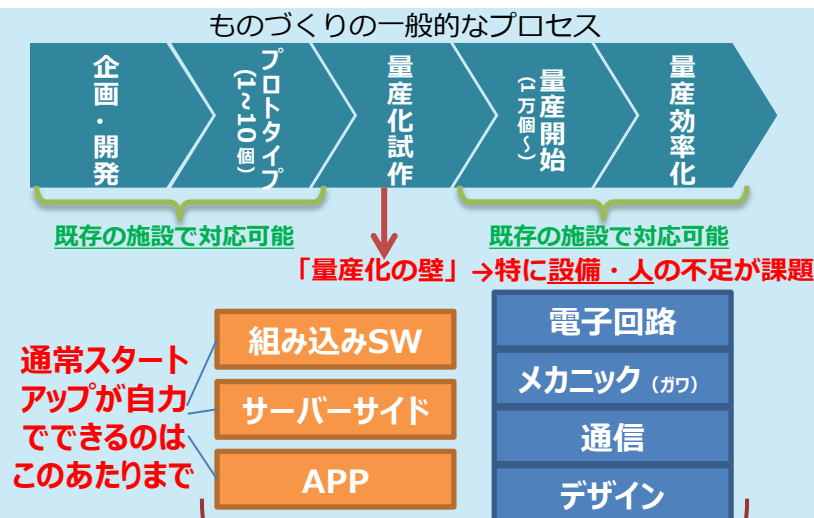 ものづくりの一般的なプロセス
企画・開発
プロトタイプ
(1~10個)
量産化試作
量産開始
(1万個~)
量産効率化
既存の施設で対応可能
既存の施設で対応可能
「量産化の壁」→特に設備・人の不足が課題
通常スタート
アップが自力
でできるのは
このあたりまで
組み込みSW
サーバーサイド
APP
電子回路
メカニック（ガワ）
通信
デザイン